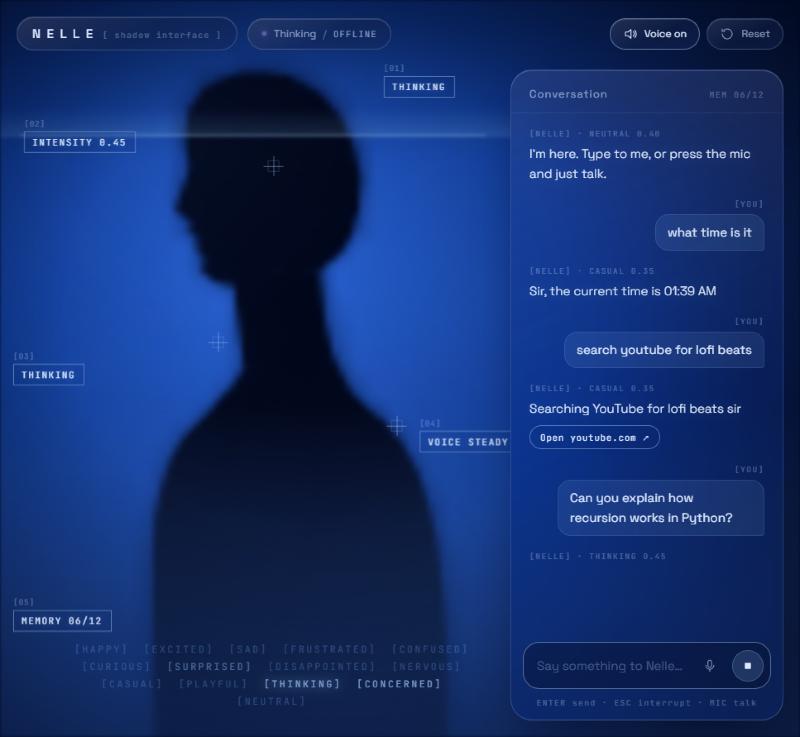 NELLE [ shadow interface ]
Thinking / OFFLINE
Voice on
Reset
[01]
THINKING
[02]
INTENSITY 0.45
[03]
THINKING
[04]
VOICE STEADY
[05]
MEMORY 06/12
[HAPPY] [EXCITED] [SAD] [FRUSTRATED] [CONFUSED]
[CURIOUS] [SURPRISED] [DISAPPOINTED] [NERVOUS]
[CASUAL] [PLAYFUL] [THINKING] [CONCERNED]
[NEUTRAL]
Conversation
MEM 06/12
[NELLE] · NEUTRAL 0.40
I'm here. Type to me, or press the mic
and just talk.
[YOU]
what time is it
[NELLE] · CASUAL 0.35
Sir, the current time is 01:39 AM
[YOU]
search youtube for lofi beats
[NELLE] · CASUAL 0.35
Searching YouTube for lofi beats sir
Open youtube.com ↗
[YOU]
Can you explain how
recursion works in Python?
[NELLE] · THINKING 0.45
Say something to Nelle...
ENTER send · ESC interrupt · MIC talk